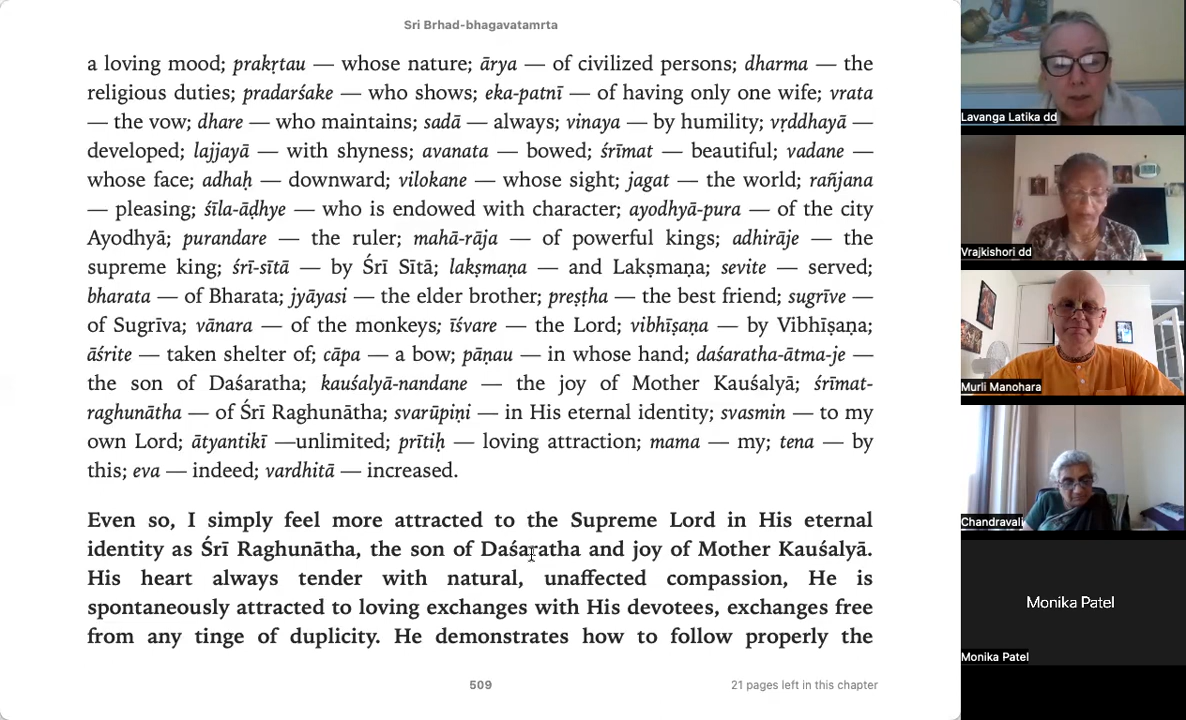 Sri Brhad-bhagavatamrta
a loving mood; prakṛtau — whose nature; ārya — of civilized persons; dharma — the
religious duties; pradarśake — who shows; eka-patnī — of having only one wife; vrata
— the vow; dhare — who maintains; sadā — always; vinaya — by humility; vṛddhayā —
developed; lajjayā — with shyness; avanata — bowed; śrīmat — beautiful; vadane —
whose face; adhaḥ — downward; vilokane — whose sight; jagat — the world; rañjana
— pleasing; śīla-āḍhye — who is endowed with character; ayodhyā-pura — of the city
Ayodhyā; purandare — the ruler; mahā-rāja — of powerful kings; adhirāje — the
supreme king; śrī-sītā — by Śrī Sītā; lakṣmaṇa — and Lakṣmaṇa; sevite — served;
bharata — of Bharata; jyāyasi — the elder brother; preṣṭha — the best friend; sugrīve —
of Sugrīva; vānara — of the monkeys; īśvare — the Lord; vibhīṣaṇa — by Vibhīṣaṇa;
āśrite — taken shelter of; cāpa — a bow; pāṇau — in whose hand; daśaratha-ātma-je —
the son of Daśaratha; kauśalyā-nandane — the joy of Mother Kauśalyā; śrīmat-
raghunātha — of Śrī Raghunātha; svarūpiṇi — in His eternal identity; svasmin — to my
own Lord; ātyantikī —unlimited; prītiḥ — loving attraction; mama — my; tena — by
this; eva — indeed; vardhitā — increased.
Even so, I simply feel more attracted to the Supreme Lord in His eternal
identity as Śrī Raghunātha, the son of Daśaratha and joy of Mother Kauśalyā.
His heart always tender with natural, unaffected compassion, He is
spontaneously attracted to loving exchanges with His devotees, exchanges free
from any tinge of duplicity. He demonstrates how to follow properly the
509
21 pages left in this chapter
Lavanga Latika dd
Vrajkishori dd
Murli Manohara
Chandravali
Monika Patel
Monika Patel